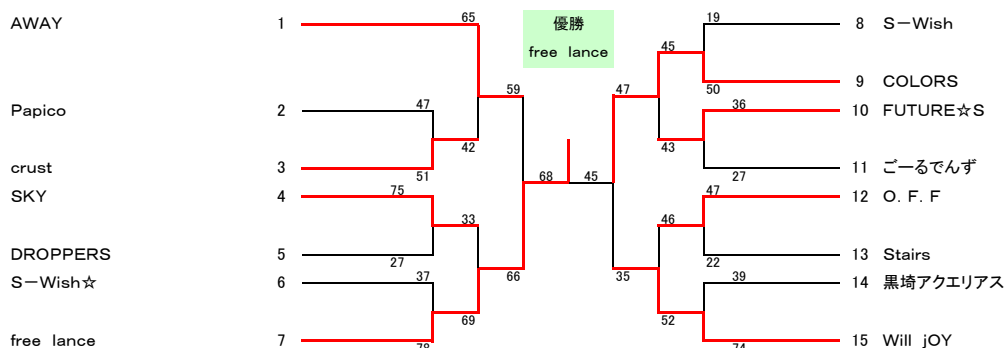 AWAY 1 65 優勝 19 8 S－Wish
free lance 45
59 47 50 9 COLORS
Papico 2 47 36 10 FUTURE☆S
42 43
crust 3 51 27 11 ごーるでんず
68 45
SKY 4 75 47 12 O．F．F
33 46
DROPPERS 5 27 22 13 Stairs
S－Wish☆ 6 37 66 35 39 14 黒埼アクエリアス
69 52
free lance 7 78 74 15 Will jOY